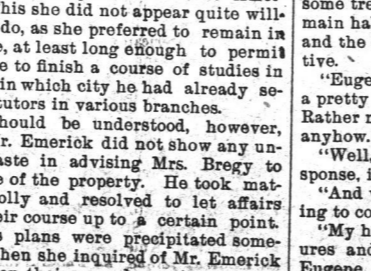 his she did not appear quite will-
do, as she preferred to remain in
, at least long enough to permit
e to finish a course of studies in
in which city he had already se-
tutors in various branches.
hould be understood, however,
r. Emerick did not show any un-
aste in advising Mrs. Bregy to
e of the property. He took mat-
olly and resolved to let affairs
eir course up to a certain point.
plans were precipitated some-
hen she inquired of Mr. Emerick
some tre
main ha
and the
tive.
"Euge
a pretty
Rather r
anyhow.
"Well,
sponse, i
"And
ing to co
"My h
ures and
Eugene